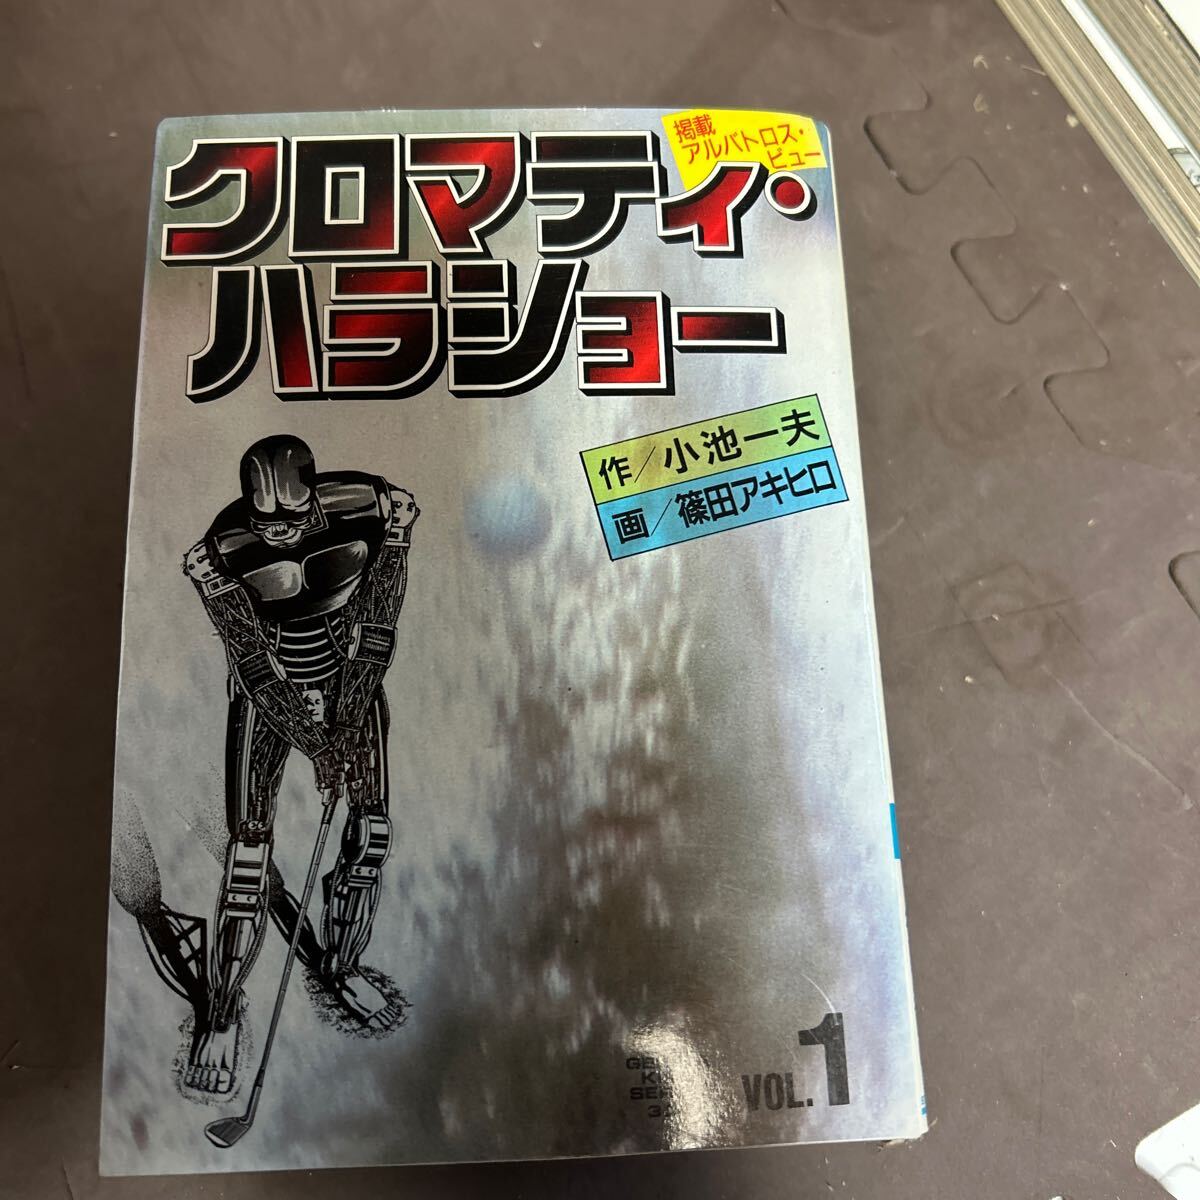 掲載
アルバトロス・
ビュー
クロマティ・
ハラショー
作/小池一夫
画/篠田アキヒロ
VOL.1